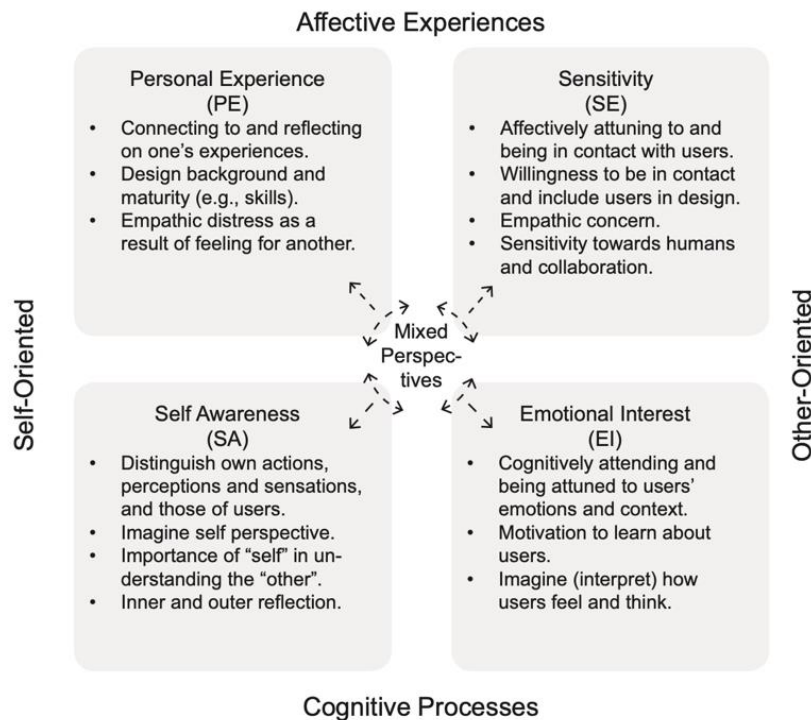 Affective Experiences
Personal Experience
(PE)
• Connecting to and reflecting
on one’s experiences.
• Design background and
maturity (e.g., skills).
• Empathic distress as a
result of feeling for another.
Sensitivity
(SE)
• Affectively attuning to and
being in contact with users.
• Willingness to be in contact
and include users in design.
• Empathic concern.
• Sensitivity towards humans
and collaboration.
Self-Oriented
Mixed
Perspec-
tives
Other-Oriented
Self Awareness
(SA)
• Distinguish own actions,
perceptions and sensations,
and those of users.
• Imagine self perspective.
• Importance of “self” in un-
derstanding the “other”.
• Inner and outer reflection.
Emotional Interest
(EI)
• Cognitively attending and
being attuned to users’
emotions and context.
• Motivation to learn about
users.
• Imagine (interpret) how
users feel and think.
Cognitive Processes